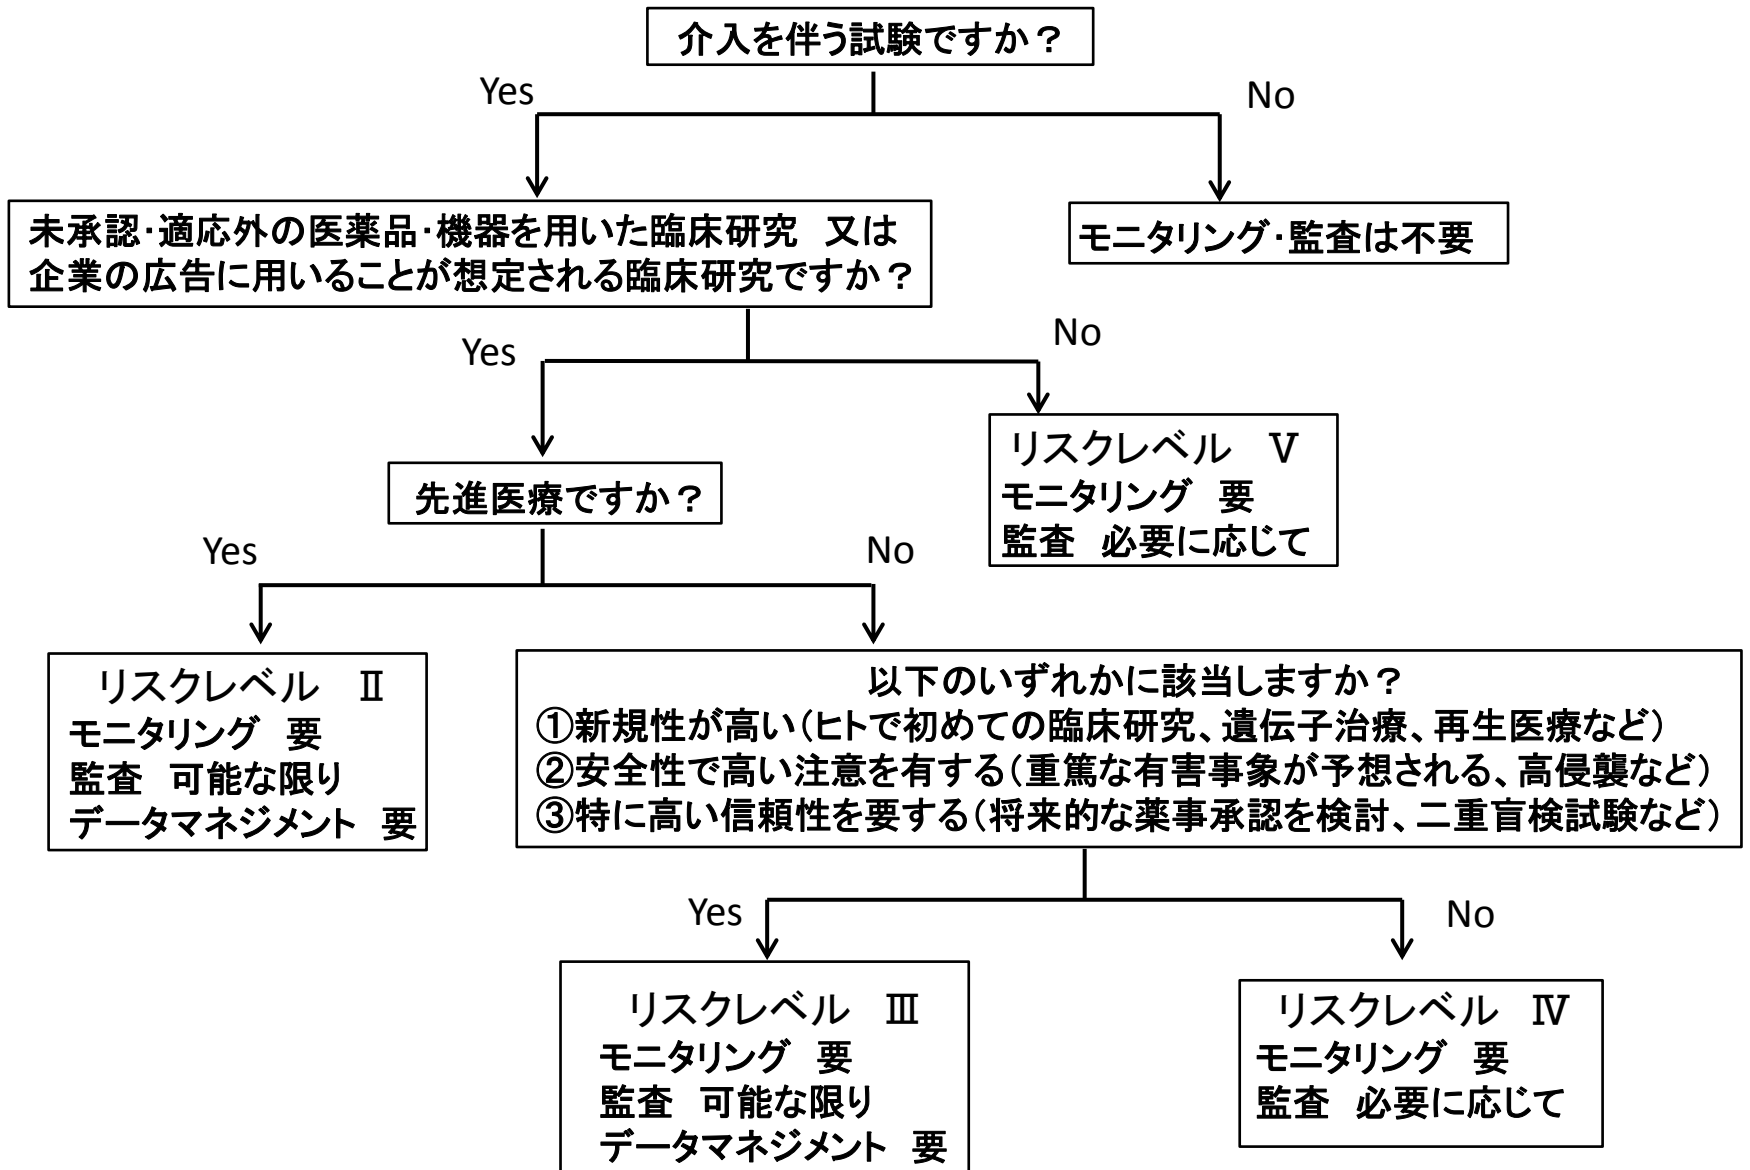 介入を伴う試験ですか？
Yes
No
未承認・適応外の医薬品・機器を用いた臨床研究　又は
企業の広告に用いることが想定される臨床研究ですか？
モニタリング・監査は不要
Yes
No
先進医療ですか？
リスクレベル　Ⅴ
モニタリング　要
監査　必要に応じて
Yes
No
リスクレベル　Ⅱ
モニタリング　要
監査　可能な限り
データマネジメント　要
以下のいずれかに該当しますか？
①新規性が高い（ヒトで初めての臨床研究、遺伝子治療、再生医療など）
②安全性で高い注意を有する（重篤な有害事象が予想される、高侵襲など）
③特に高い信頼性を要する（将来的な薬事承認を検討、二重盲検試験など）
Yes
No
リスクレベル　Ⅲ
モニタリング　要
監査　可能な限り
データマネジメント　要
リスクレベル　Ⅳ
モニタリング　要
監査　必要に応じて